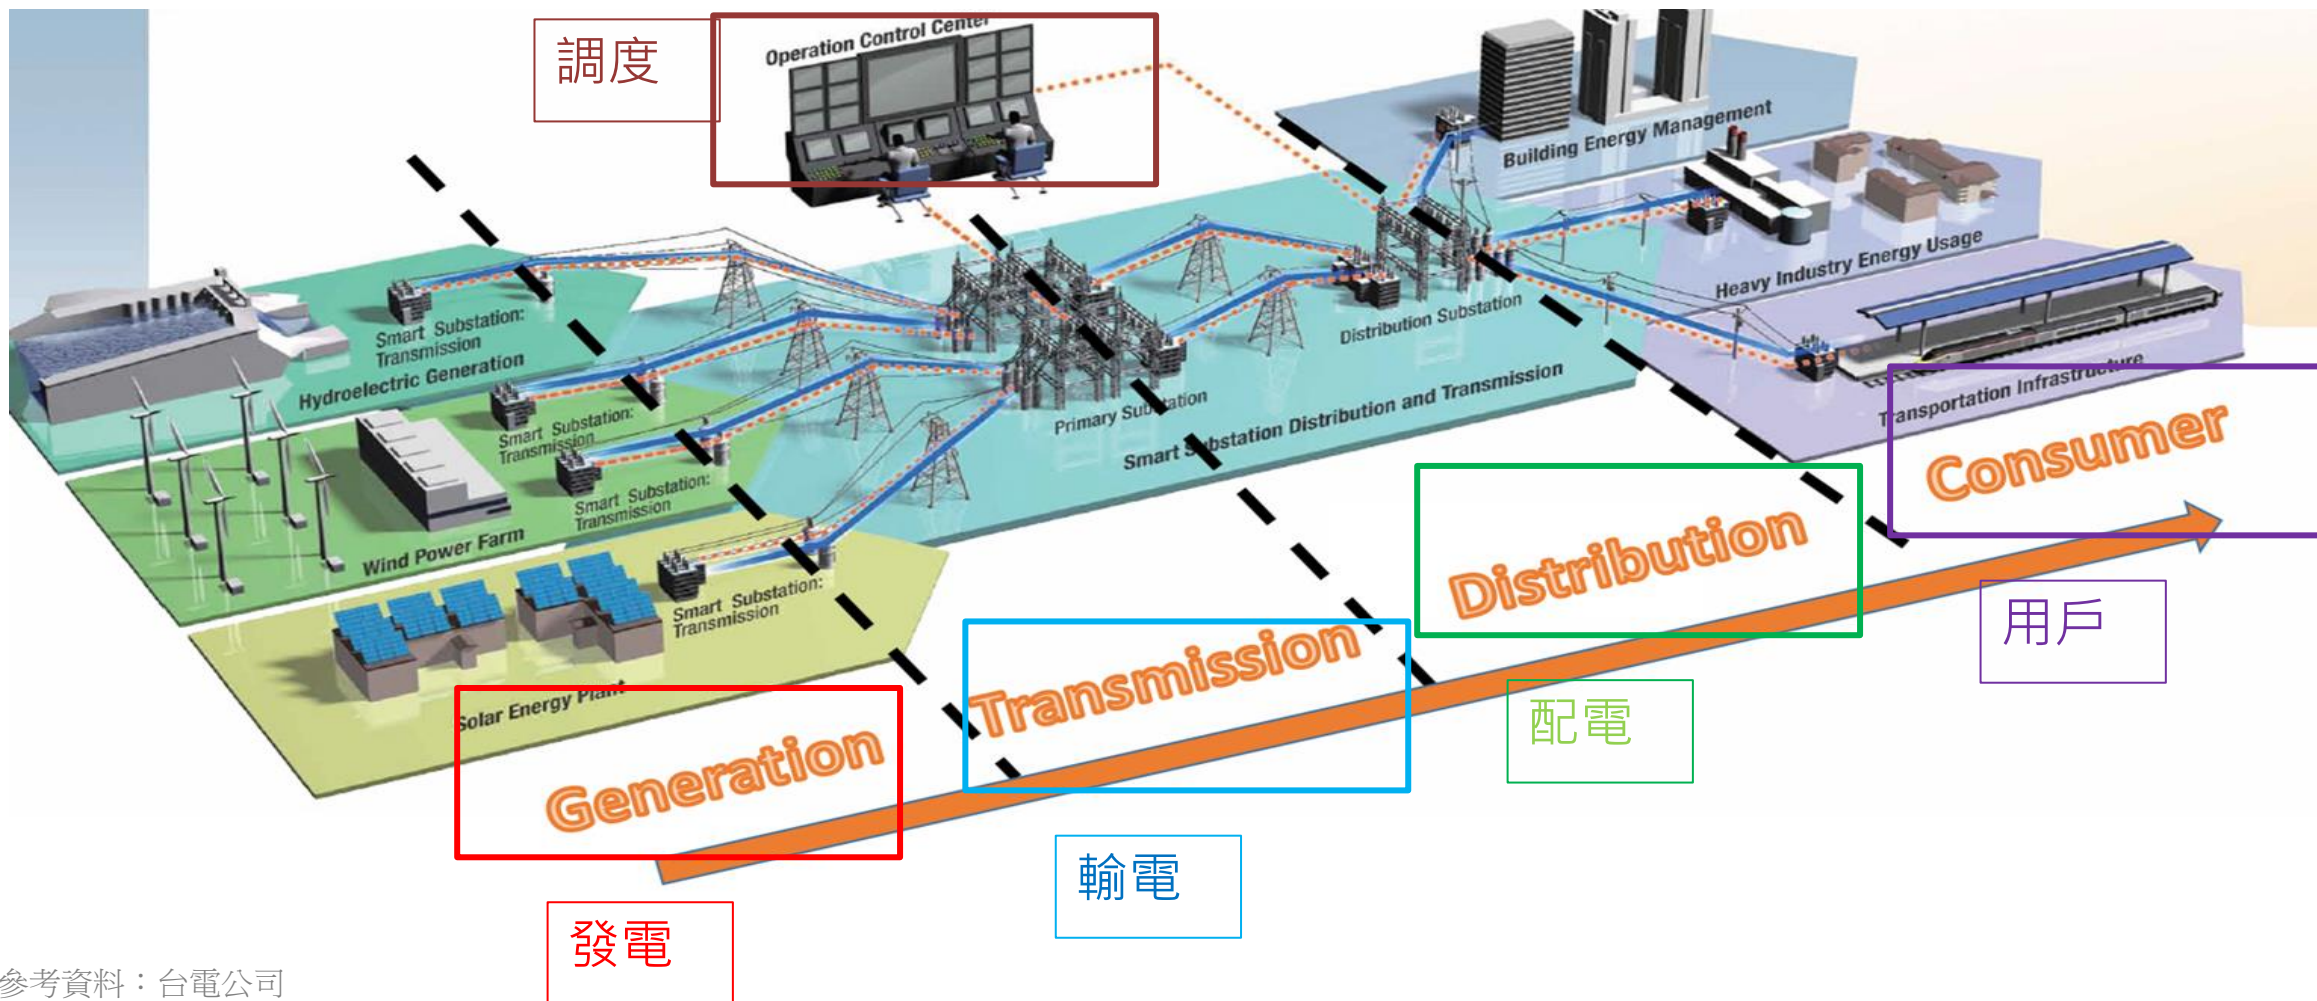 調度
Operation Control Center
Building Energy Management
Heavy Industry Energy Usage
Transportation Infrastructure
Smart Substation:
Transmission
Hydroelectric Generation
Smart Substation:
Transmission
Smart Substation:
Transmission
Wind Power Farm
Smart Substation:
Transmission
Solar Energy Plant
Primary Substation
Distribution Substation
Smart Substation Distribution and Transmission
Consumer
Distribution
Transmission
Generation
用戶
配電
輸電
發電
參考資料：台電公司